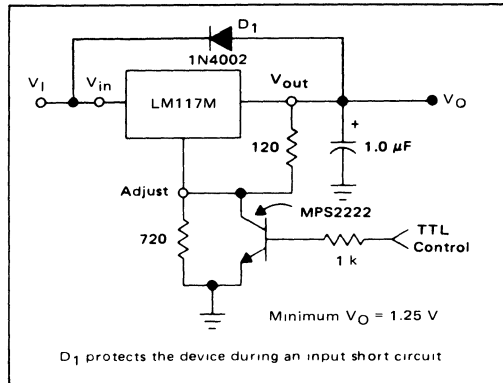 D1
1N4002
VI
Vin
LM117M
Vout
VO
120
+
1.0 µF
Adjust
MPS2222
720
1 k
TTL
Control
Minimum VO = 1.25 V
D1 protects the device during an input short circuit